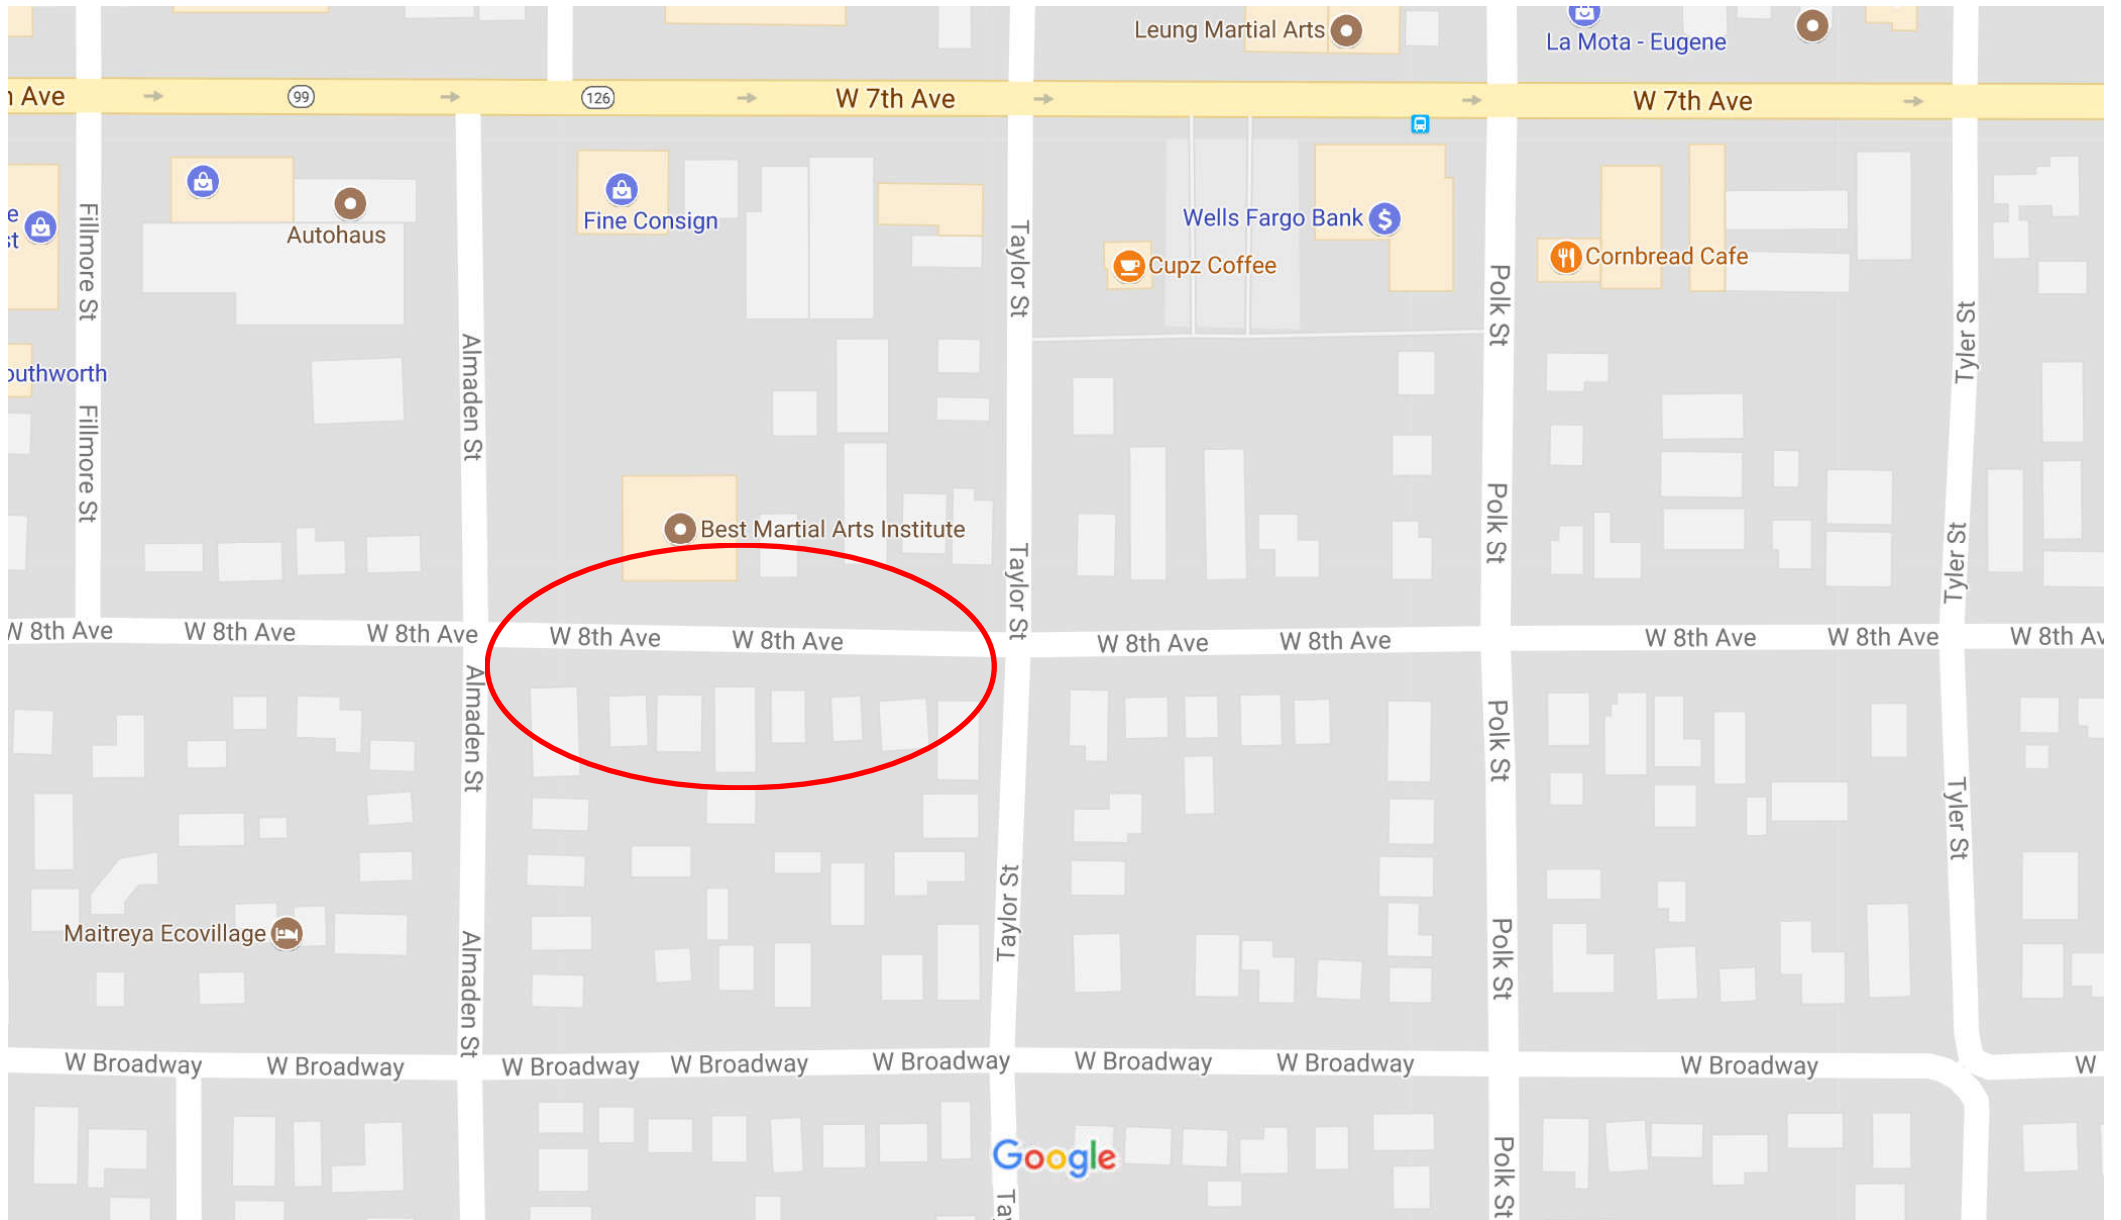 Leung Martial Arts
La Mota - Eugene
Ave
99
126
W 7th Ave
W 7th Ave
Fine Consign
Autohaus
Wells Fargo Bank
Cupz Coffee
Cornbread Cafe
Fillmore St
Taylor St
Polk St
Tyler St
Almaden St
outhworth
Fillmore St
Polk St
Best Martial Arts Institute
Taylor St
Tyler St
W 8th Ave
W 8th Ave
W 8th Ave
W 8th Ave
W 8th Ave
W 8th Ave
W 8th Ave
W 8th Ave
W 8th Ave
W 8th Av
Almaden St
Polk St
Tyler St
Taylor St
Maitreya Ecovillage
Almaden St
Polk St
W Broadway
W Broadway
W Broadway
W Broadway
W Broadway
W Broadway
W Broadway
W Broadway
W
Google
Polk St
Tay